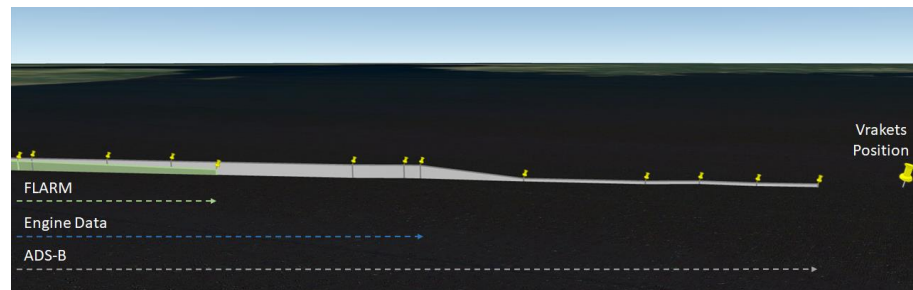 Vrakets
Position
FLARM
Engine Data
ADS-B